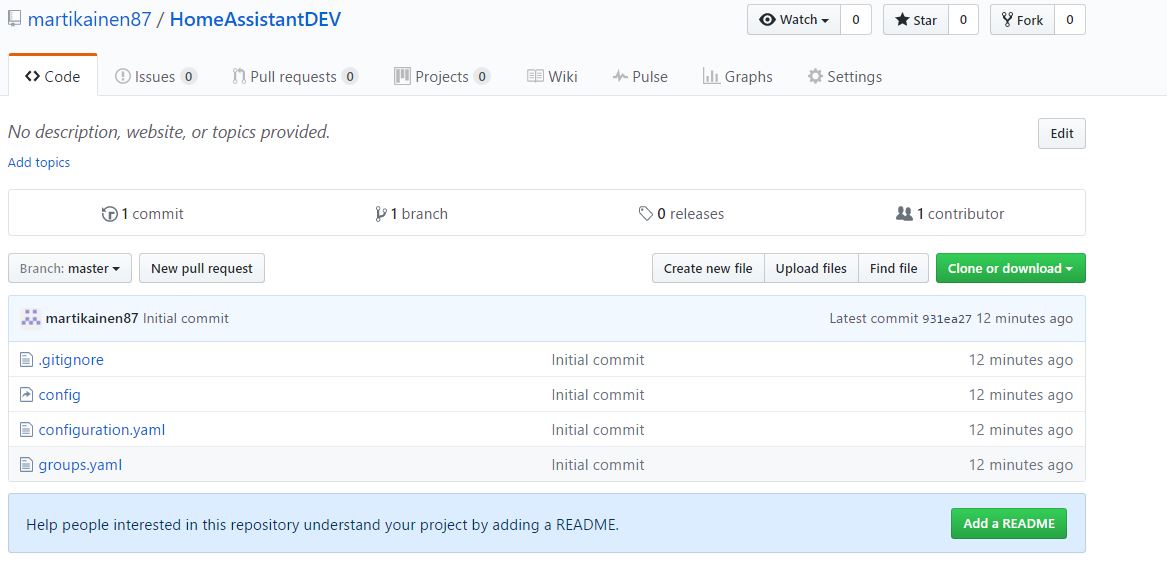 martikainen87 / HomeAssistantDEV Watch 0 Star 0 Fork 0
Code Issues 0 Pull requests 0 Projects 0 Wiki Pulse Graphs Settings
No description, website, or topics provided. Edit
Add topics
1 commit 1 branch 0 releases 1 contributor
Branch: master New pull request Create new file Upload files Find file Clone or download
martikainen87 Initial commit Latest commit 931ea27 12 minutes ago
.gitignore Initial commit 12 minutes ago
config Initial commit 12 minutes ago
configuration.yaml Initial commit 12 minutes ago
groups.yaml Initial commit 12 minutes ago
Help people interested in this repository understand your project by adding a README. Add a README